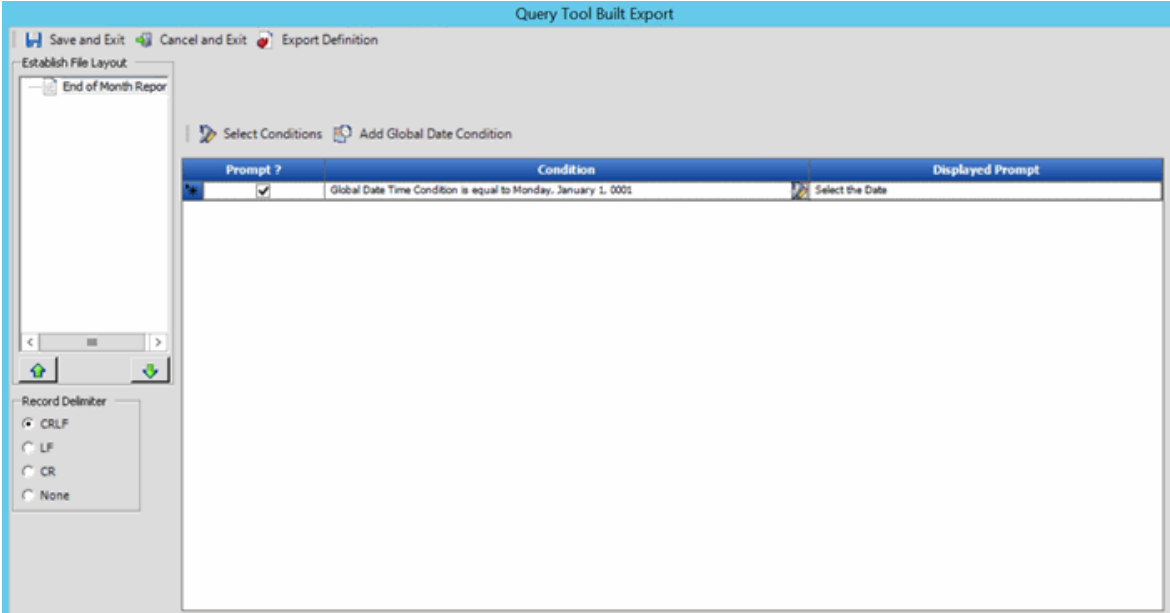 Query Tool Built Export
Save and Exit Cancel and Exit Export Definition
Establish File Layout
End of Month Repor
Select Conditions Add Global Date Condition
Prompt ? Condition Displayed Prompt
Global Date Time Condition is equal to Monday, January 1, 0001 Select the Date
Record Delimiter
CRLF
LF
CR
None